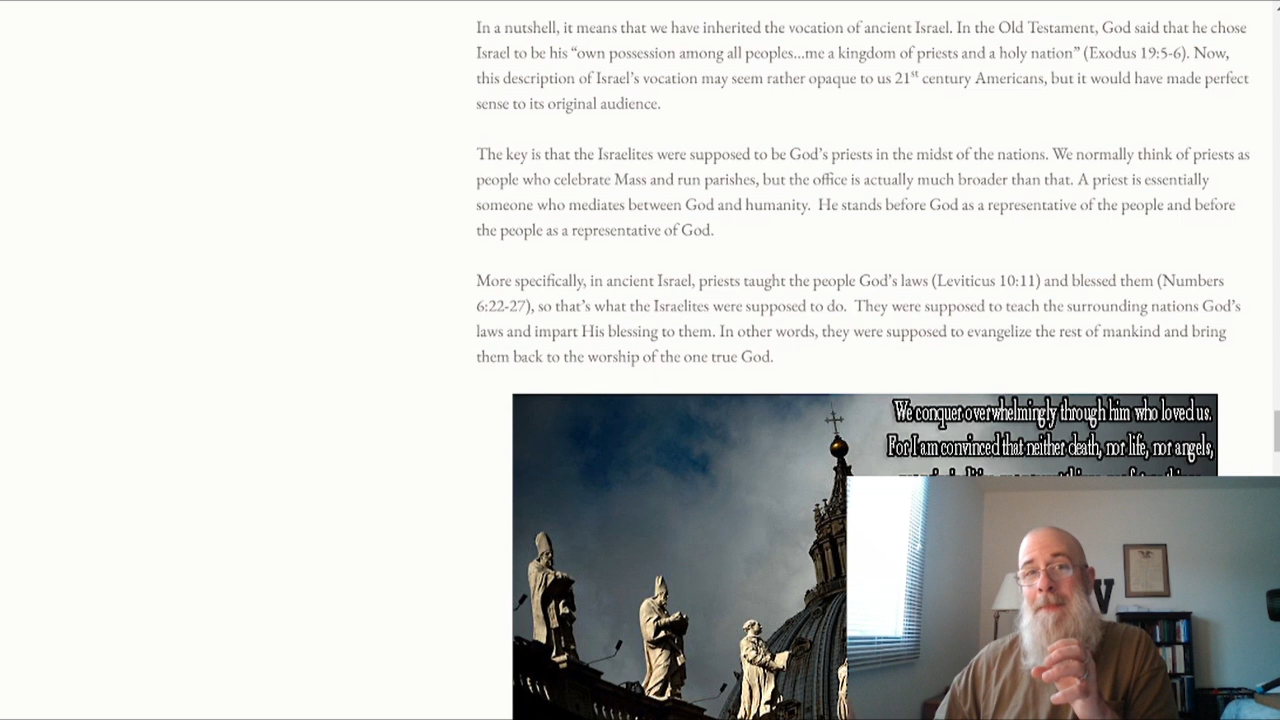 In a nutshell, it means that we have inherited the vocation of ancient Israel. In the Old Testament, God said that he chose
Israel to be his “own possession among all peoples…me a kingdom of priests and a holy nation” (Exodus 19:5-6). Now,
this description of Israel’s vocation may seem rather opaque to us 21st century Americans, but it would have made perfect
sense to its original audience.
The key is that the Israelites were supposed to be God’s priests in the midst of the nations. We normally think of priests as
people who celebrate Mass and run parishes, but the office is actually much broader than that. A priest is essentially
someone who mediates between God and humanity.  He stands before God as a representative of the people and before
the people as a representative of God.
More specifically, in ancient Israel, priests taught the people God’s laws (Leviticus 10:11) and blessed them (Numbers
6:22-27), so that’s what the Israelites were supposed to do.  They were supposed to teach the surrounding nations God’s
laws and impart His blessing to them. In other words, they were supposed to evangelize the rest of mankind and bring
them back to the worship of the one true God.
We conquer overwhelmingly through him who loved us.
For I am convinced that neither death, nor life, nor angels,